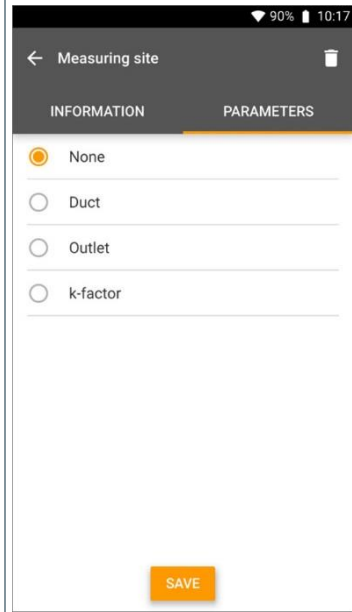 90% 10:17
Measuring site
INFORMATION PARAMETERS
None
Duct
Outlet
k-factor
SAVE